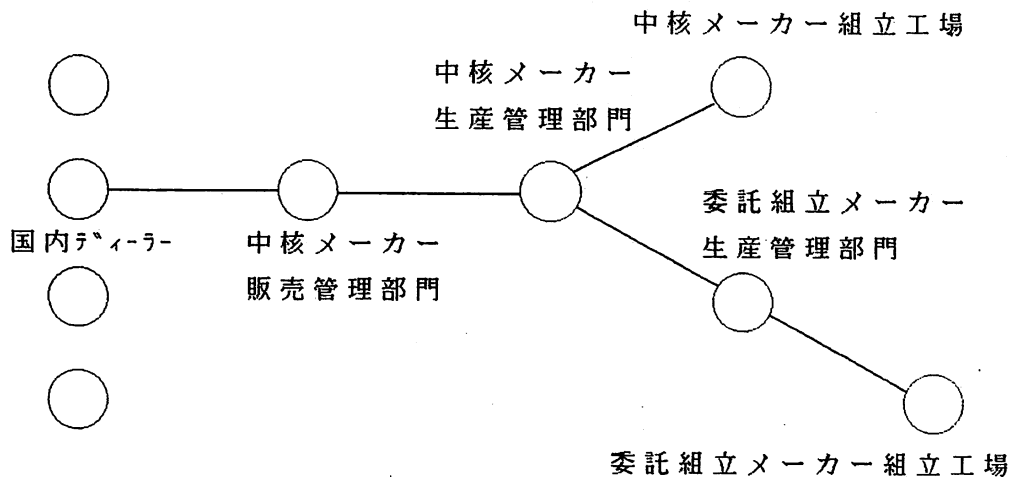 中核メーカー組立工場
中核メーカー
生産管理部門
委託組立メーカー
生産管理部門
国内ディーラー
中核メーカー
販売管理部門
委託組立メーカー組立工場